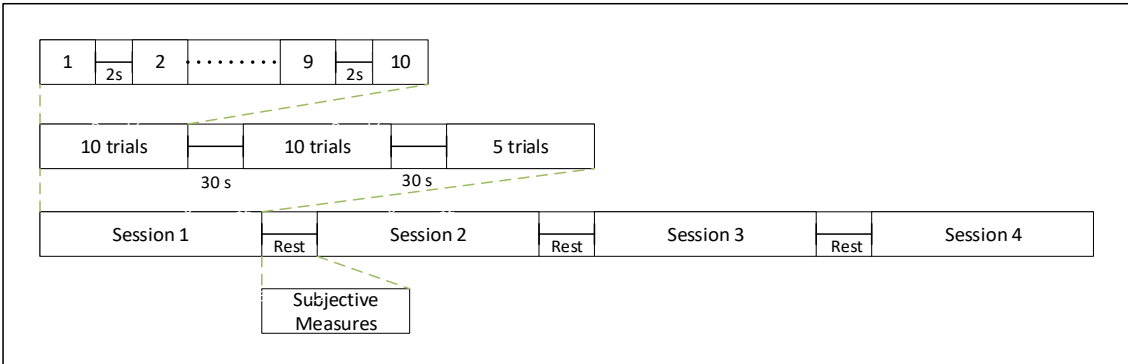 1 2 ......... 9 10
2s 2s
10 trials 10 trials 5 trials
30 s 30 s
Session 1 Session 2 Session 3 Session 4
Rest Rest Rest
Subjective
Measures